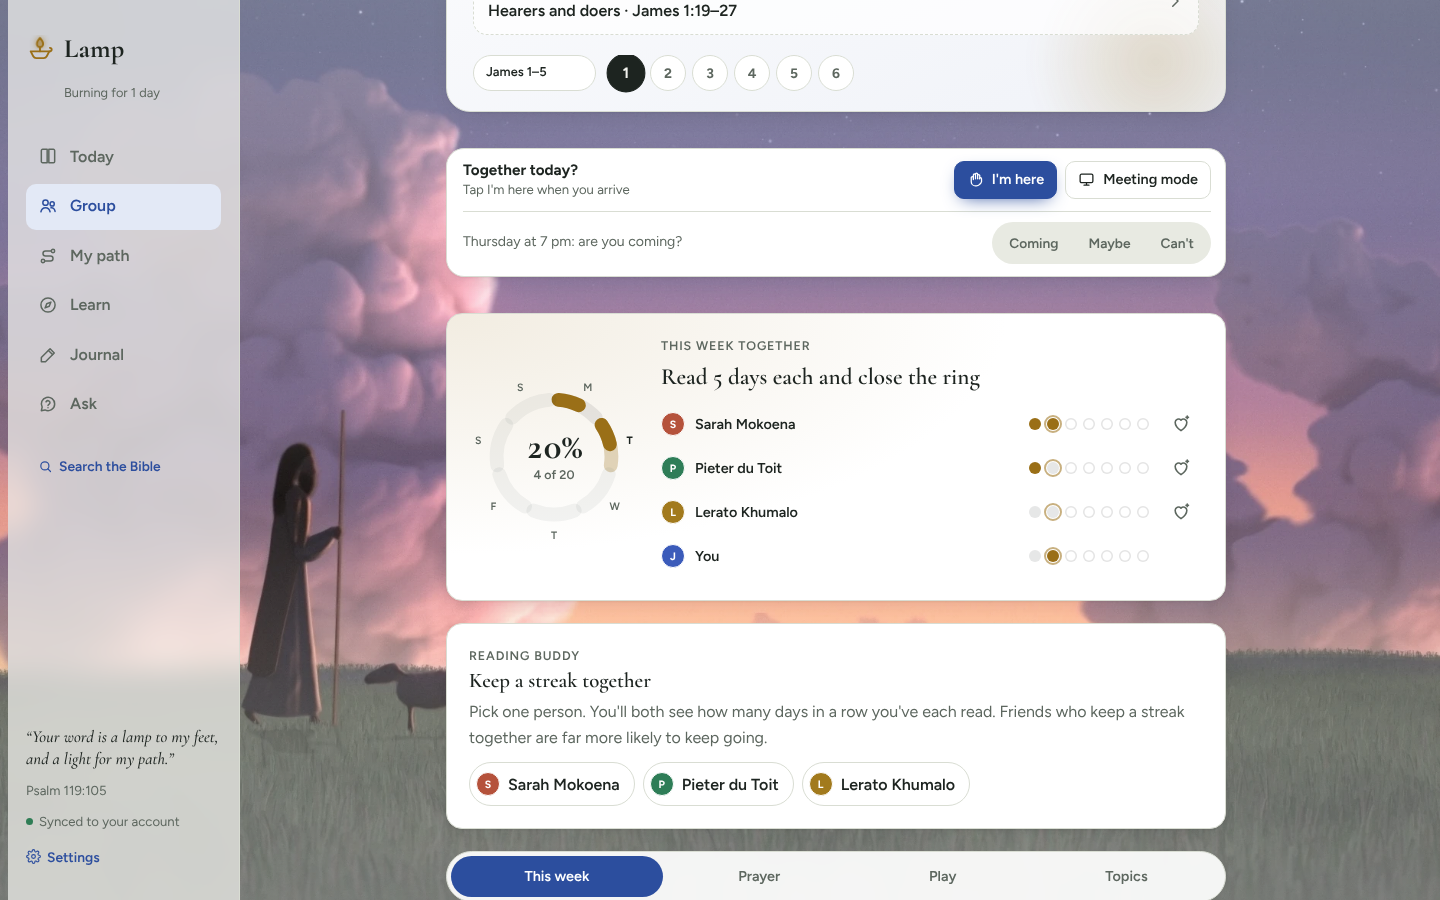 Lamp
Burning for 1 day
Today
Group
My path
Learn
Journal
Ask
Search the Bible
“Your word is a lamp to my feet,
and a light for my path.”
Psalm 119:105
Synced to your account
Settings
Hearers and doers · James 1:19–27
James 1–5
1 2 3 4 5 6
Together today?
Tap I'm here when you arrive
I'm here
Meeting mode
Thursday at 7 pm: are you coming?
Coming Maybe Can't
S M
S T
F W
T
20%
4 of 20
THIS WEEK TOGETHER
Read 5 days each and close the ring
S Sarah Mokoena
P Pieter du Toit
L Lerato Khumalo
J You
READING BUDDY
Keep a streak together
Pick one person. You'll both see how many days in a row you've each read. Friends who keep a streak
together are far more likely to keep going.
S Sarah Mokoena P Pieter du Toit L Lerato Khumalo
This week Prayer Play Topics